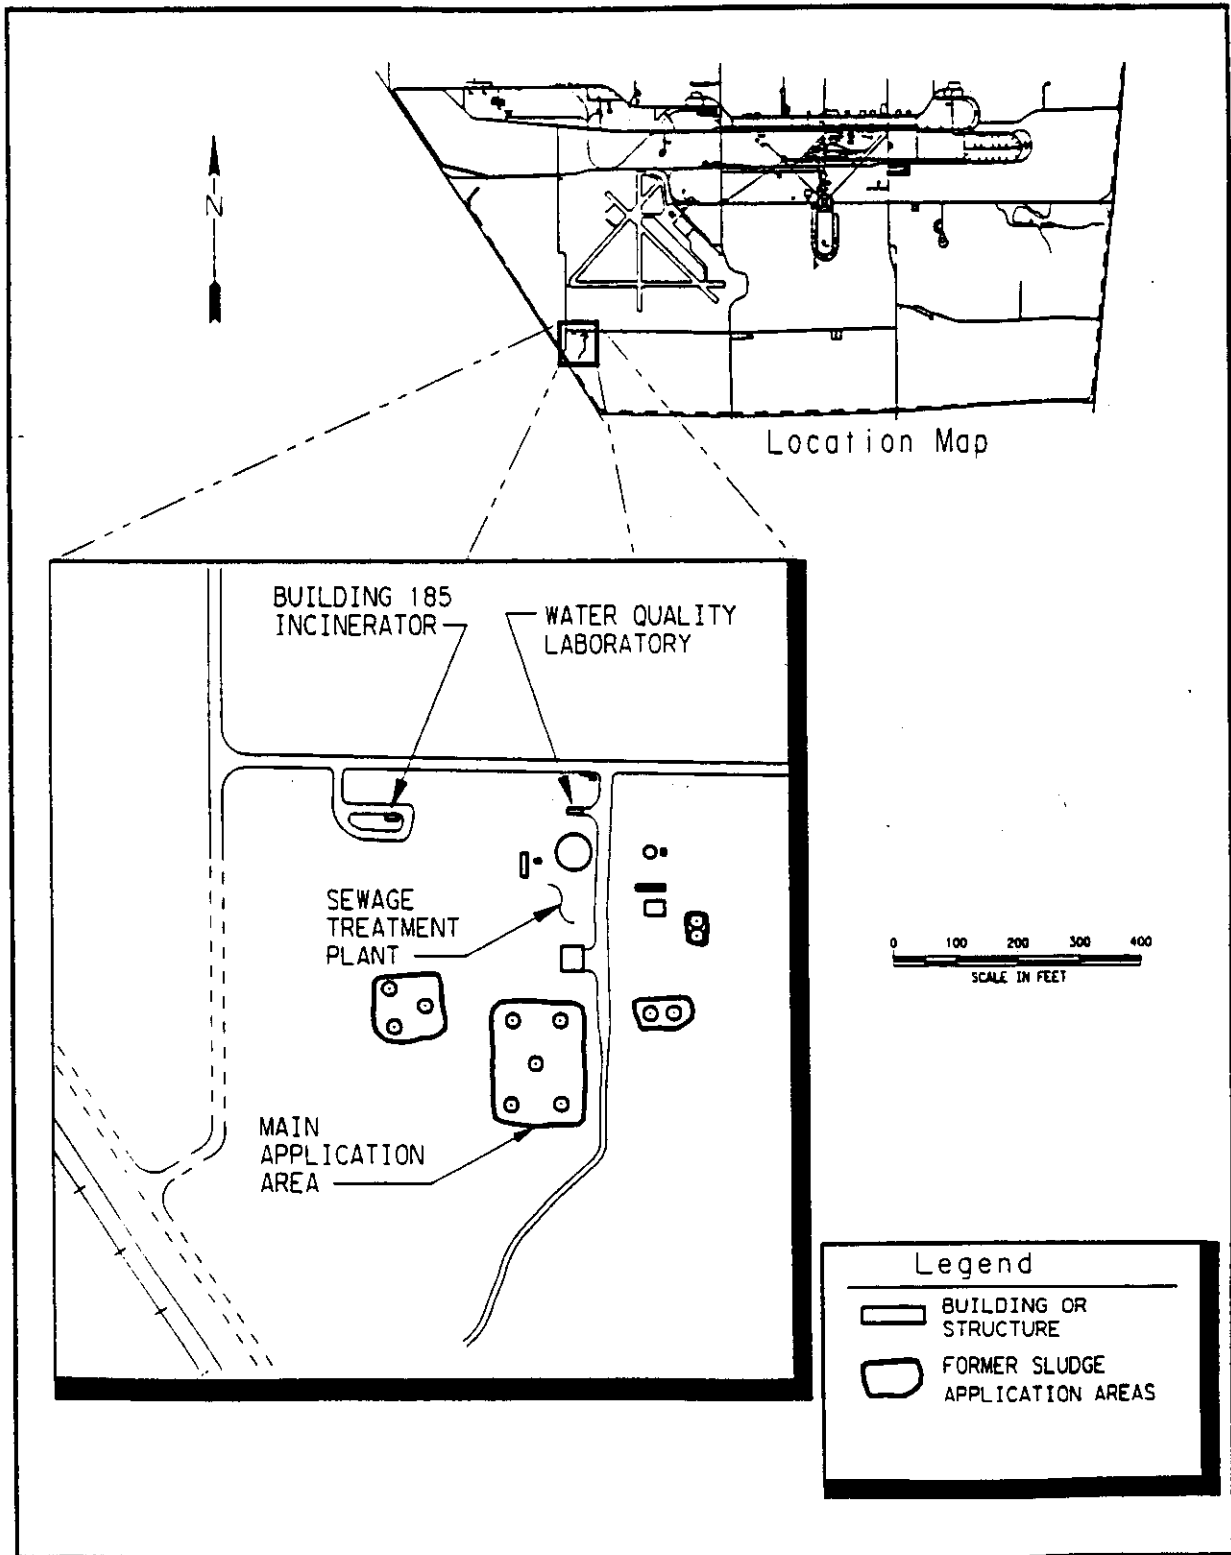 N
Location Map
BUILDING 185
INCINERATOR
WATER QUALITY
LABORATORY
SEWAGE
TREATMENT
PLANT
0 100 200 300 400
SCALE IN FEET
MAIN
APPLICATION
AREA
Legend
BUILDING OR
STRUCTURE
FORMER SLUDGE
APPLICATION AREAS